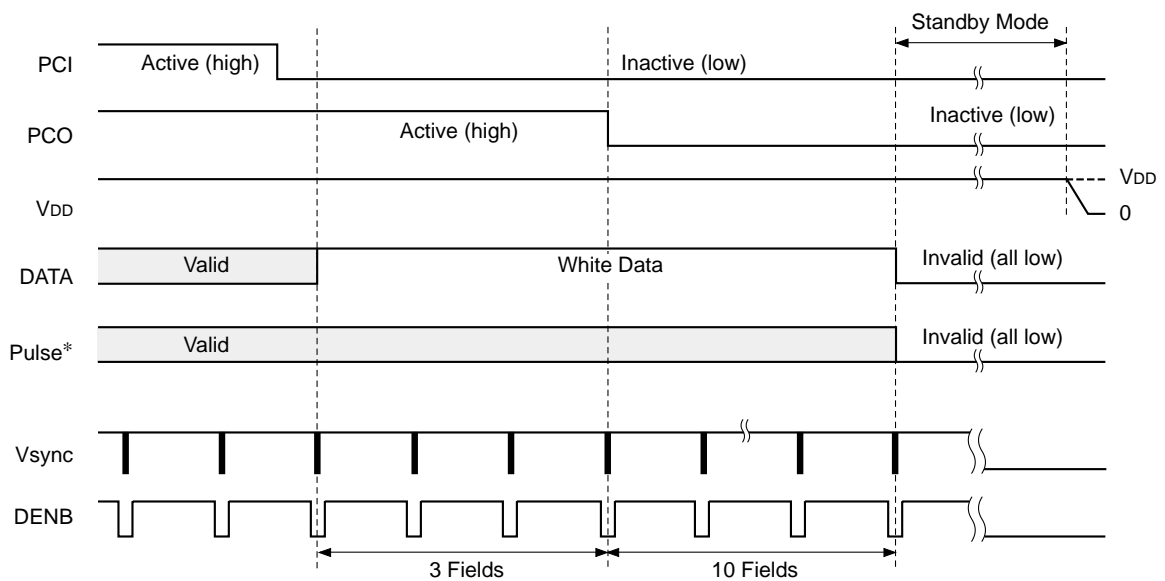 Standby Mode
PCI Active (high) Inactive (low)
PCO Active (high) Inactive (low)
VDD VDD
0
DATA Valid White Data Invalid (all low)
Pulse* Valid Invalid (all low)
Vsync
DENB
3 Fields 10 Fields